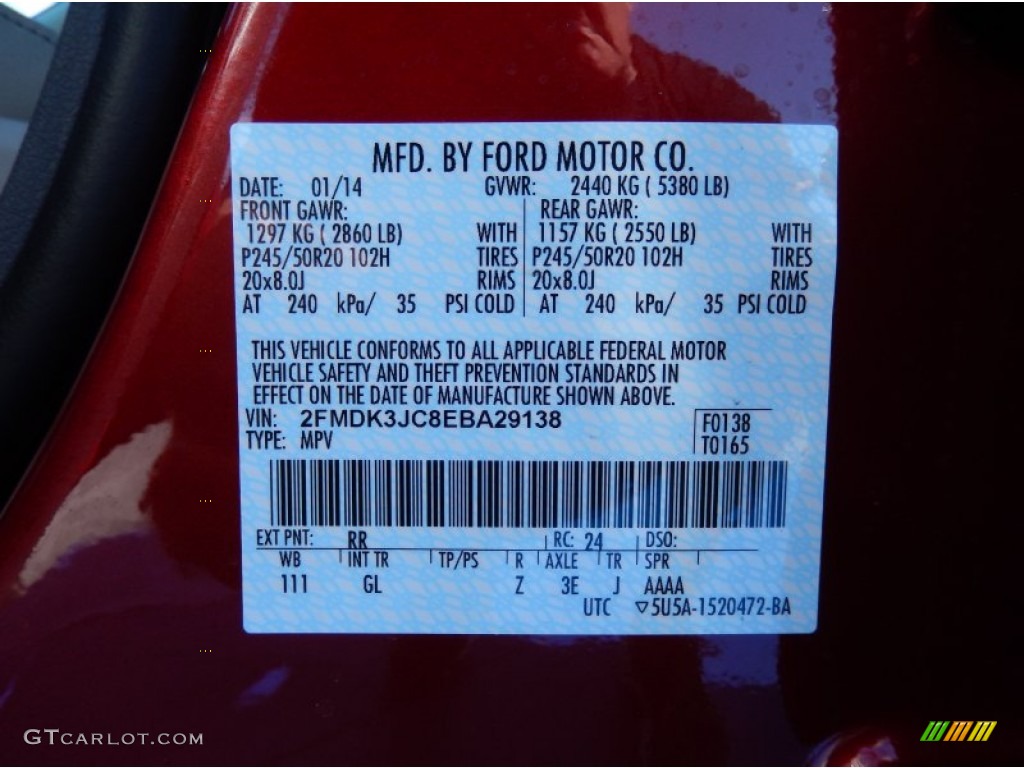 MFD. BY FORD MOTOR CO.
DATE: 01/14 GVWR: 2440 KG ( 5380 LB)
FRONT GAWR: REAR GAWR:
1297 KG ( 2860 LB) WITH 1157 KG ( 2550 LB) WITH
P245/50R20 102H TIRES P245/50R20 102H TIRES
20x8.0J RIMS 20x8.0J RIMS
AT 240 kPa/ 35 PSI COLD AT 240 kPa/ 35 PSI COLD
THIS VEHICLE CONFORMS TO ALL APPLICABLE FEDERAL MOTOR
VEHICLE SAFETY AND THEFT PREVENTION STANDARDS IN
EFFECT ON THE DATE OF MANUFACTURE SHOWN ABOVE.
VIN: 2FMDK3JC8EBA29138 F0138
TYPE: MPV T0165
EXT PNT: RR RC: 24 DSO:
WB INT TR TP/PS R AXLE TR SPR
111 GL Z 3E J AAAA
UTC ▽5U5A-1520472-BA
GTCARLOT.COM